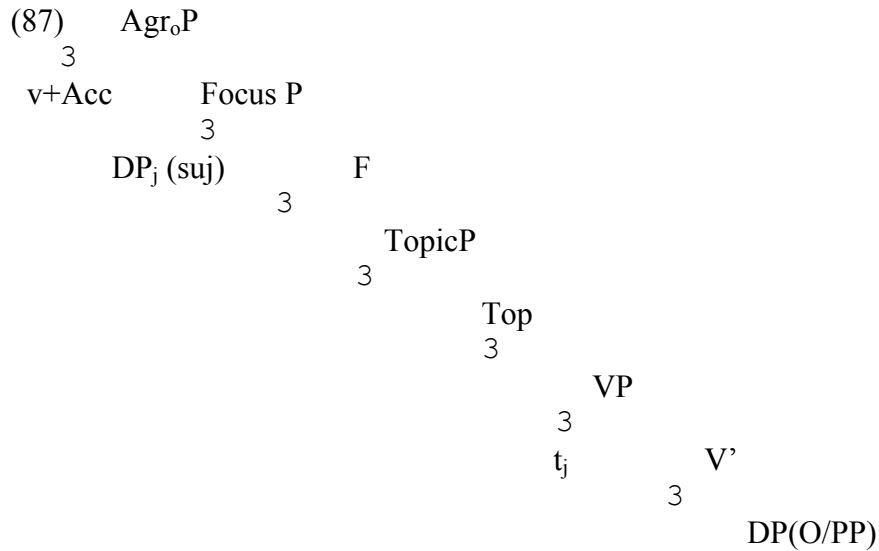 (87) AgroP
3
v+Acc Focus P
3
DPj (suj) F
3
TopicP
3
Top
3
VP
3
tj V’
3
DP(O/PP)